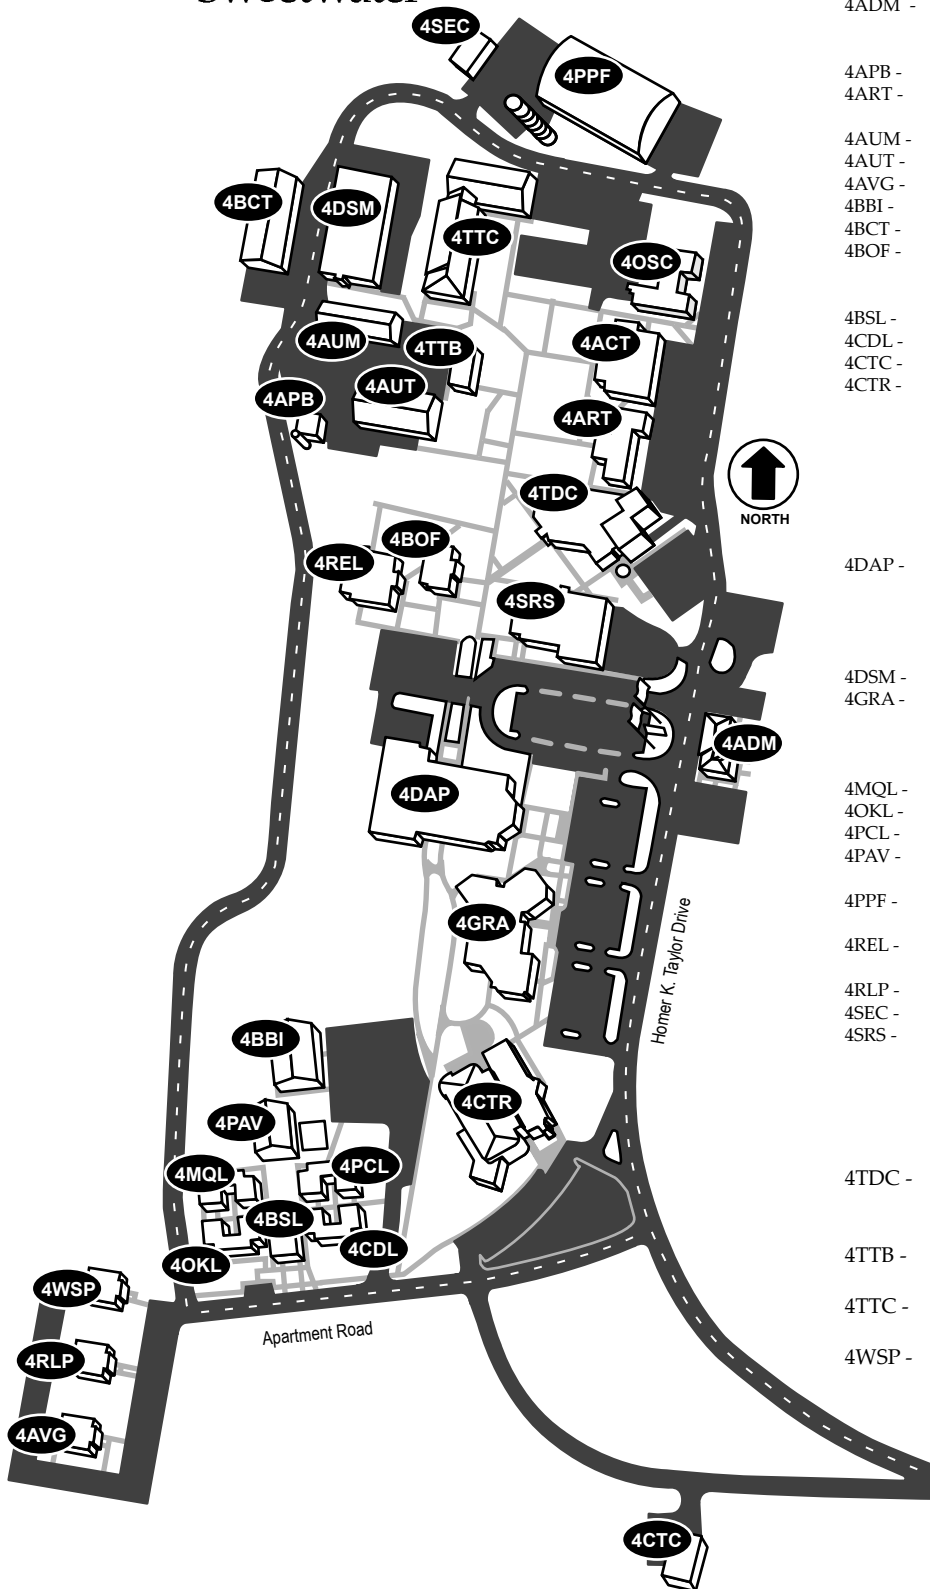 Sweetwater
4SEC
4PPF
4BCT
4DSM
4TTC
4OSC
4AUM
4TTB
4ACT
4APB
4AUT
4ART
4TDC
NORTH
4BOF
4REL
4SRS
4ADM
4DAP
4GRA
Homer K. Taylor Drive
4BBI
4CTR
4PAV
4MQL
4PCL
4BSL
4OKL
4CDL
4WSP
Apartment Road
4RLP
4AVG
4CTC
4ADM -
4APB -
4ART -
4AUM -
4AUT -
4AVG -
4BBI -
4BCT -
4BOF -
4BSL -
4CDL -
4CTC -
4CTR -
4DAP -
4DSM -
4GRA -
4MQL -
4OKL -
4PCL -
4PAV -
4PPF -
4REL -
4RLP -
4SEC -
4SRS -
4TDC -
4TTB -
4TTC -
4WSP -